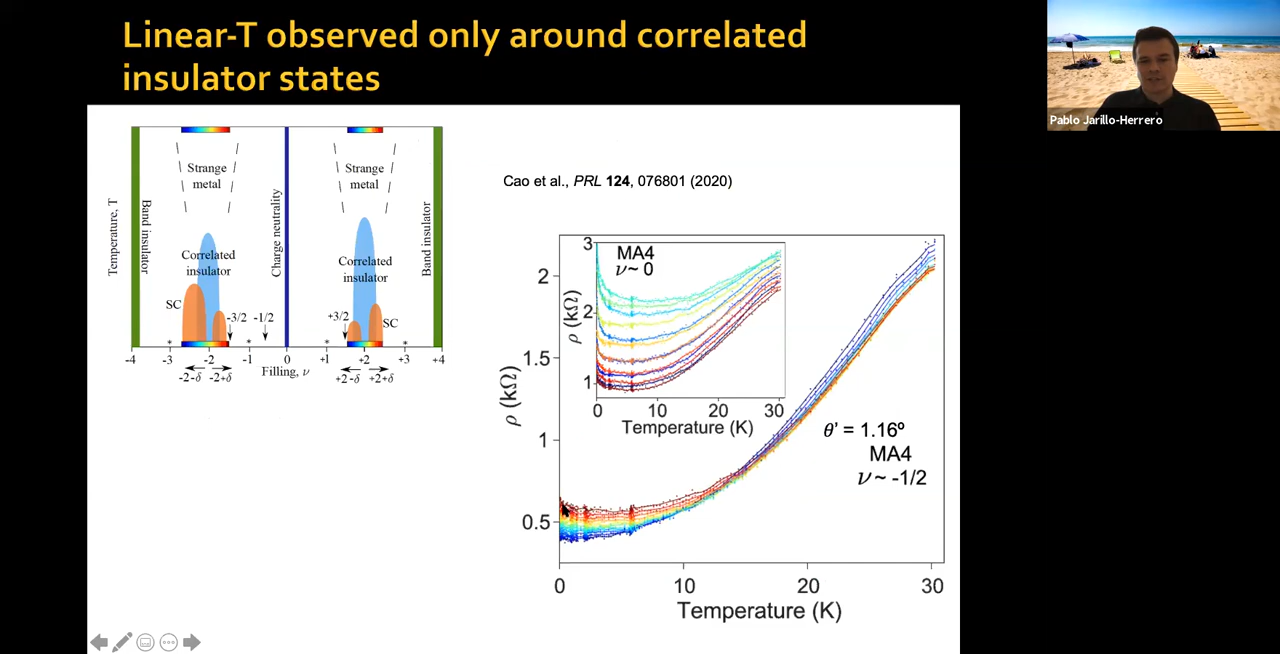 Linear-T observed only around correlated
insulator states
Pablo Jarillo-Herrero
Cao et al., PRL 124, 076801 (2020)
Temperature, T
Band insulator
Strange
metal
Charge neutrality
Strange
metal
Band insulator
Correlated
insulator
Correlated
insulator
SC
-3/2
-1/2
+3/2
SC
-4
-3
-2
-1
0
+1
+2
+3
+4
Filling, ν
-2-δ
-2+δ
+2-δ
+2+δ
MA4
ν~ 0
ρ (kΩ)
3
2
1
0
10
20
30
Temperature (K)
ρ (kΩ)
2
1.5
1
0.5
θ' = 1.16º
MA4
ν ~ -1/2
0
10
20
30
Temperature (K)